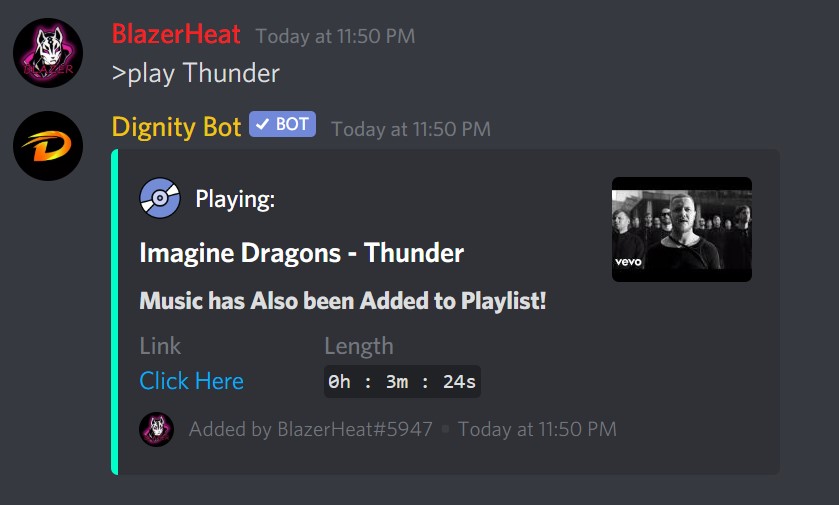 BlazerHeat Today at 11:50 PM
>play Thunder
Dignity Bot BOT Today at 11:50 PM
Playing:
Imagine Dragons - Thunder
vevo
Music has Also been Added to Playlist!
Link Length
Click Here 0h : 3m : 24s
Added by BlazerHeat#5947 • Today at 11:50 PM